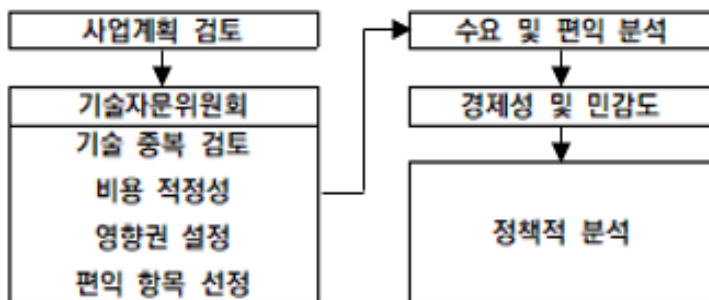 사업계획 검토
기술자문위원회
기술 중복 검토
비용 적정성
영향권 설정
편익 항목 선정
수요 및 편익 분석
경제성 및 민감도
정책적 분석